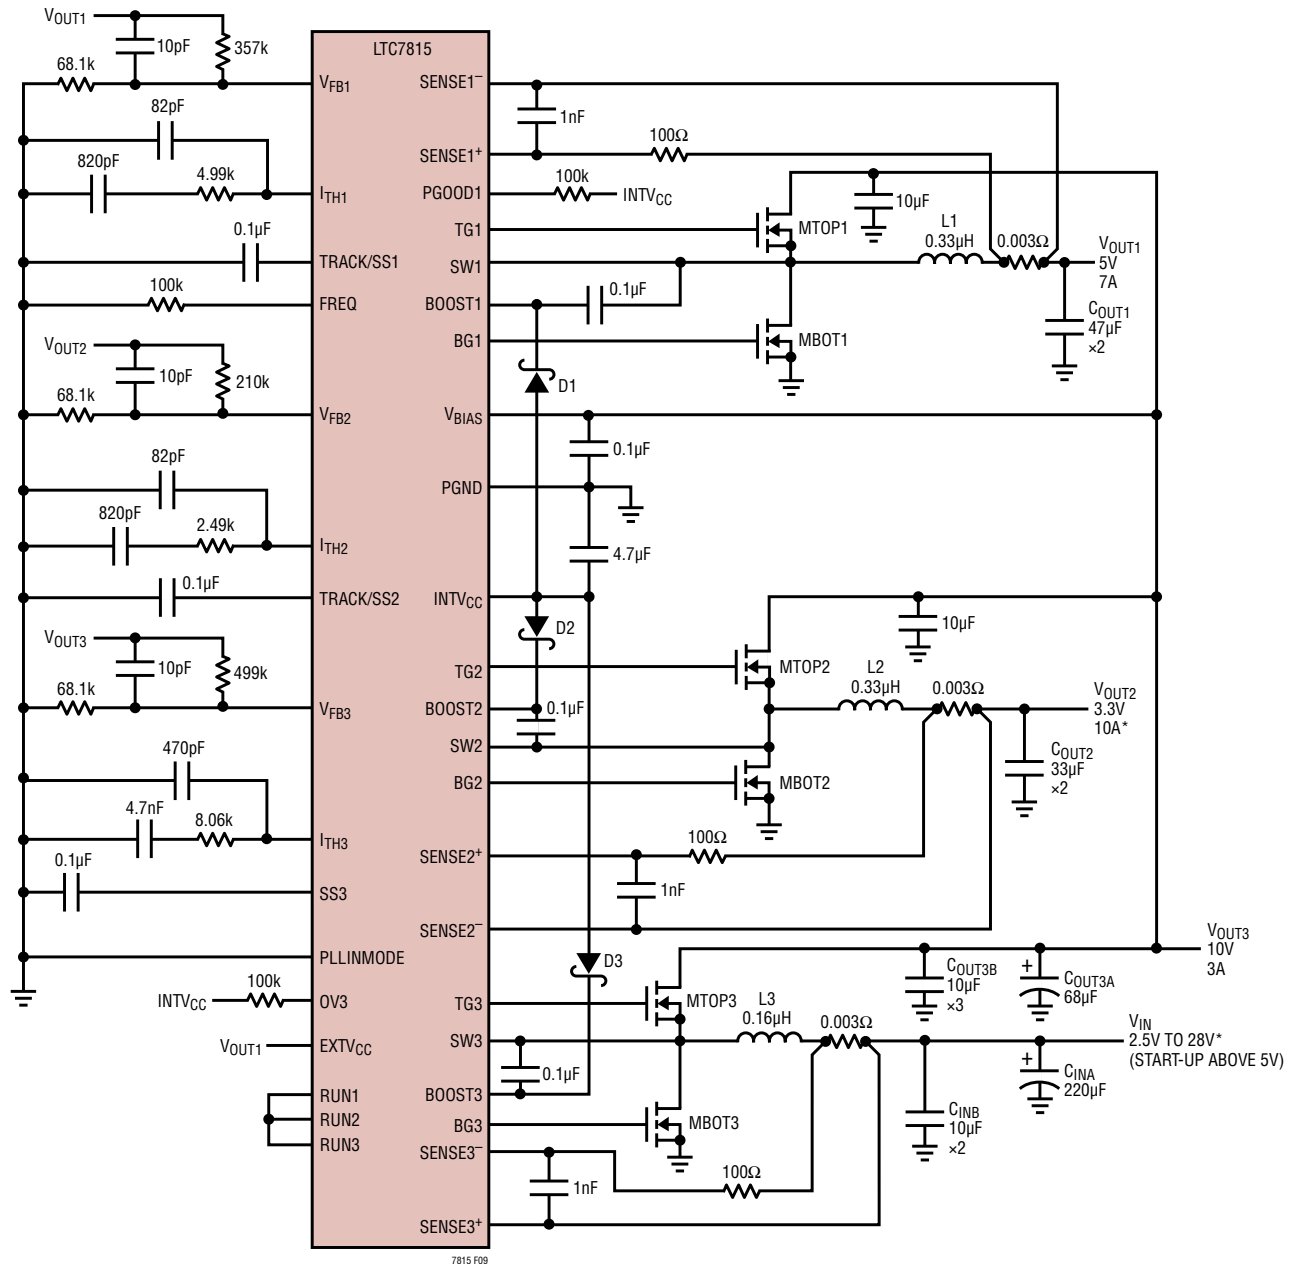 VOUT1
10pF
357k
68.1k
82pF
820pF
4.99k
0.1µF
100k
VOUT2
10pF
210k
68.1k
82pF
820pF
2.49k
0.1µF
VOUT3
10pF
499k
68.1k
470pF
4.7nF
8.06k
0.1µF
100k
INTVCC
VOUT1
LTC7815
VFB1
ITH1
TRACK/SS1
FREQ
VFB2
ITH2
TRACK/SS2
VFB3
ITH3
SS3
PLLINMODE
OV3
EXTVCC
RUN1
RUN2
RUN3
SENSE1−
SENSE1+
PGOOD1
TG1
SW1
BOOST1
BG1
VBIAS
PGND
INTVCC
TG2
BOOST2
SW2
BG2
SENSE2+
SENSE2−
TG3
SW3
BOOST3
BG3
SENSE3−
SENSE3+
1nF
100Ω
100k
INTVCC
10µF
MTOP1
L1
0.33µH
0.003Ω
VOUT1
5V
7A
0.1µF
MBOT1
COUT1
47µF
×2
D1
0.1µF
4.7µF
D2
10µF
MTOP2
L2
0.33µH
0.003Ω
VOUT2
3.3V
10A*
0.1µF
MBOT2
COUT2
33µF
×2
100Ω
1nF
D3
VOUT3
10V
3A
MTOP3
L3
0.16µH
0.003Ω
COUT3B
10µF
×3
+
COUT3A
68µF
VIN
2.5V TO 28V*
(START-UP ABOVE 5V)
0.1µF
MBOT3
CINB
10µF
×2
+
CINA
220µF
100Ω
1nF
7815 F09